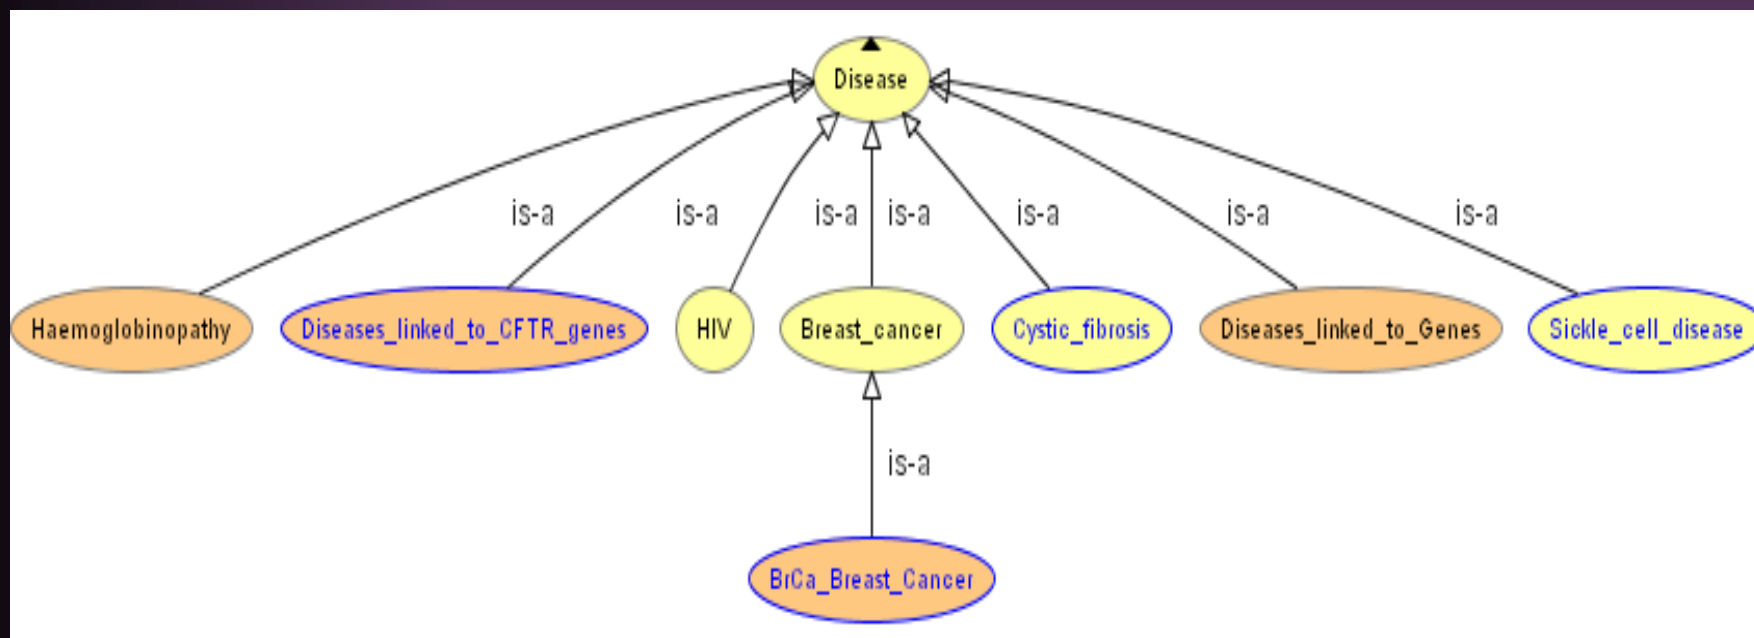 Disease
is-a is-a is-a is-a is-a is-a is-a
Haemoglobinopathy Diseases_linked_to_CFTR_genes HIV Breast_cancer Cystic_fibrosis Diseases_linked_to_Genes Sickle_cell_disease
is-a
BrCa_Breast_Cancer